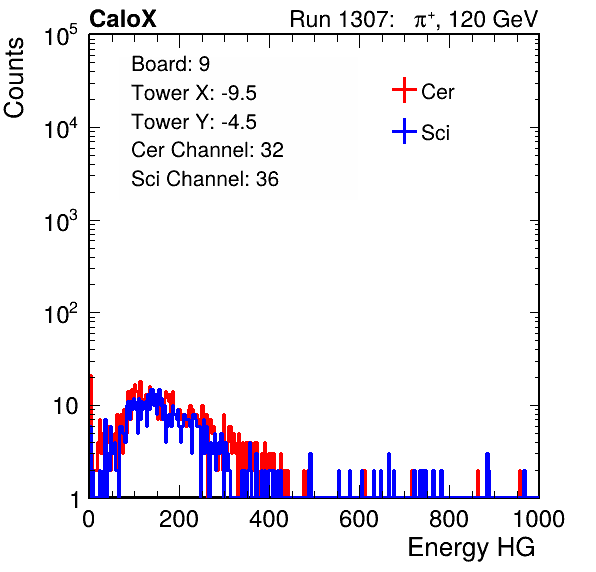 CaloX Run 1307: π⁺, 120 GeV
Counts
10⁵
10⁴
10³
10²
10
1
Board: 9
Tower X: -9.5
Tower Y: -4.5
Cer Channel: 32
Sci Channel: 36
Cer
Sci
0 200 400 600 800 1000
Energy HG